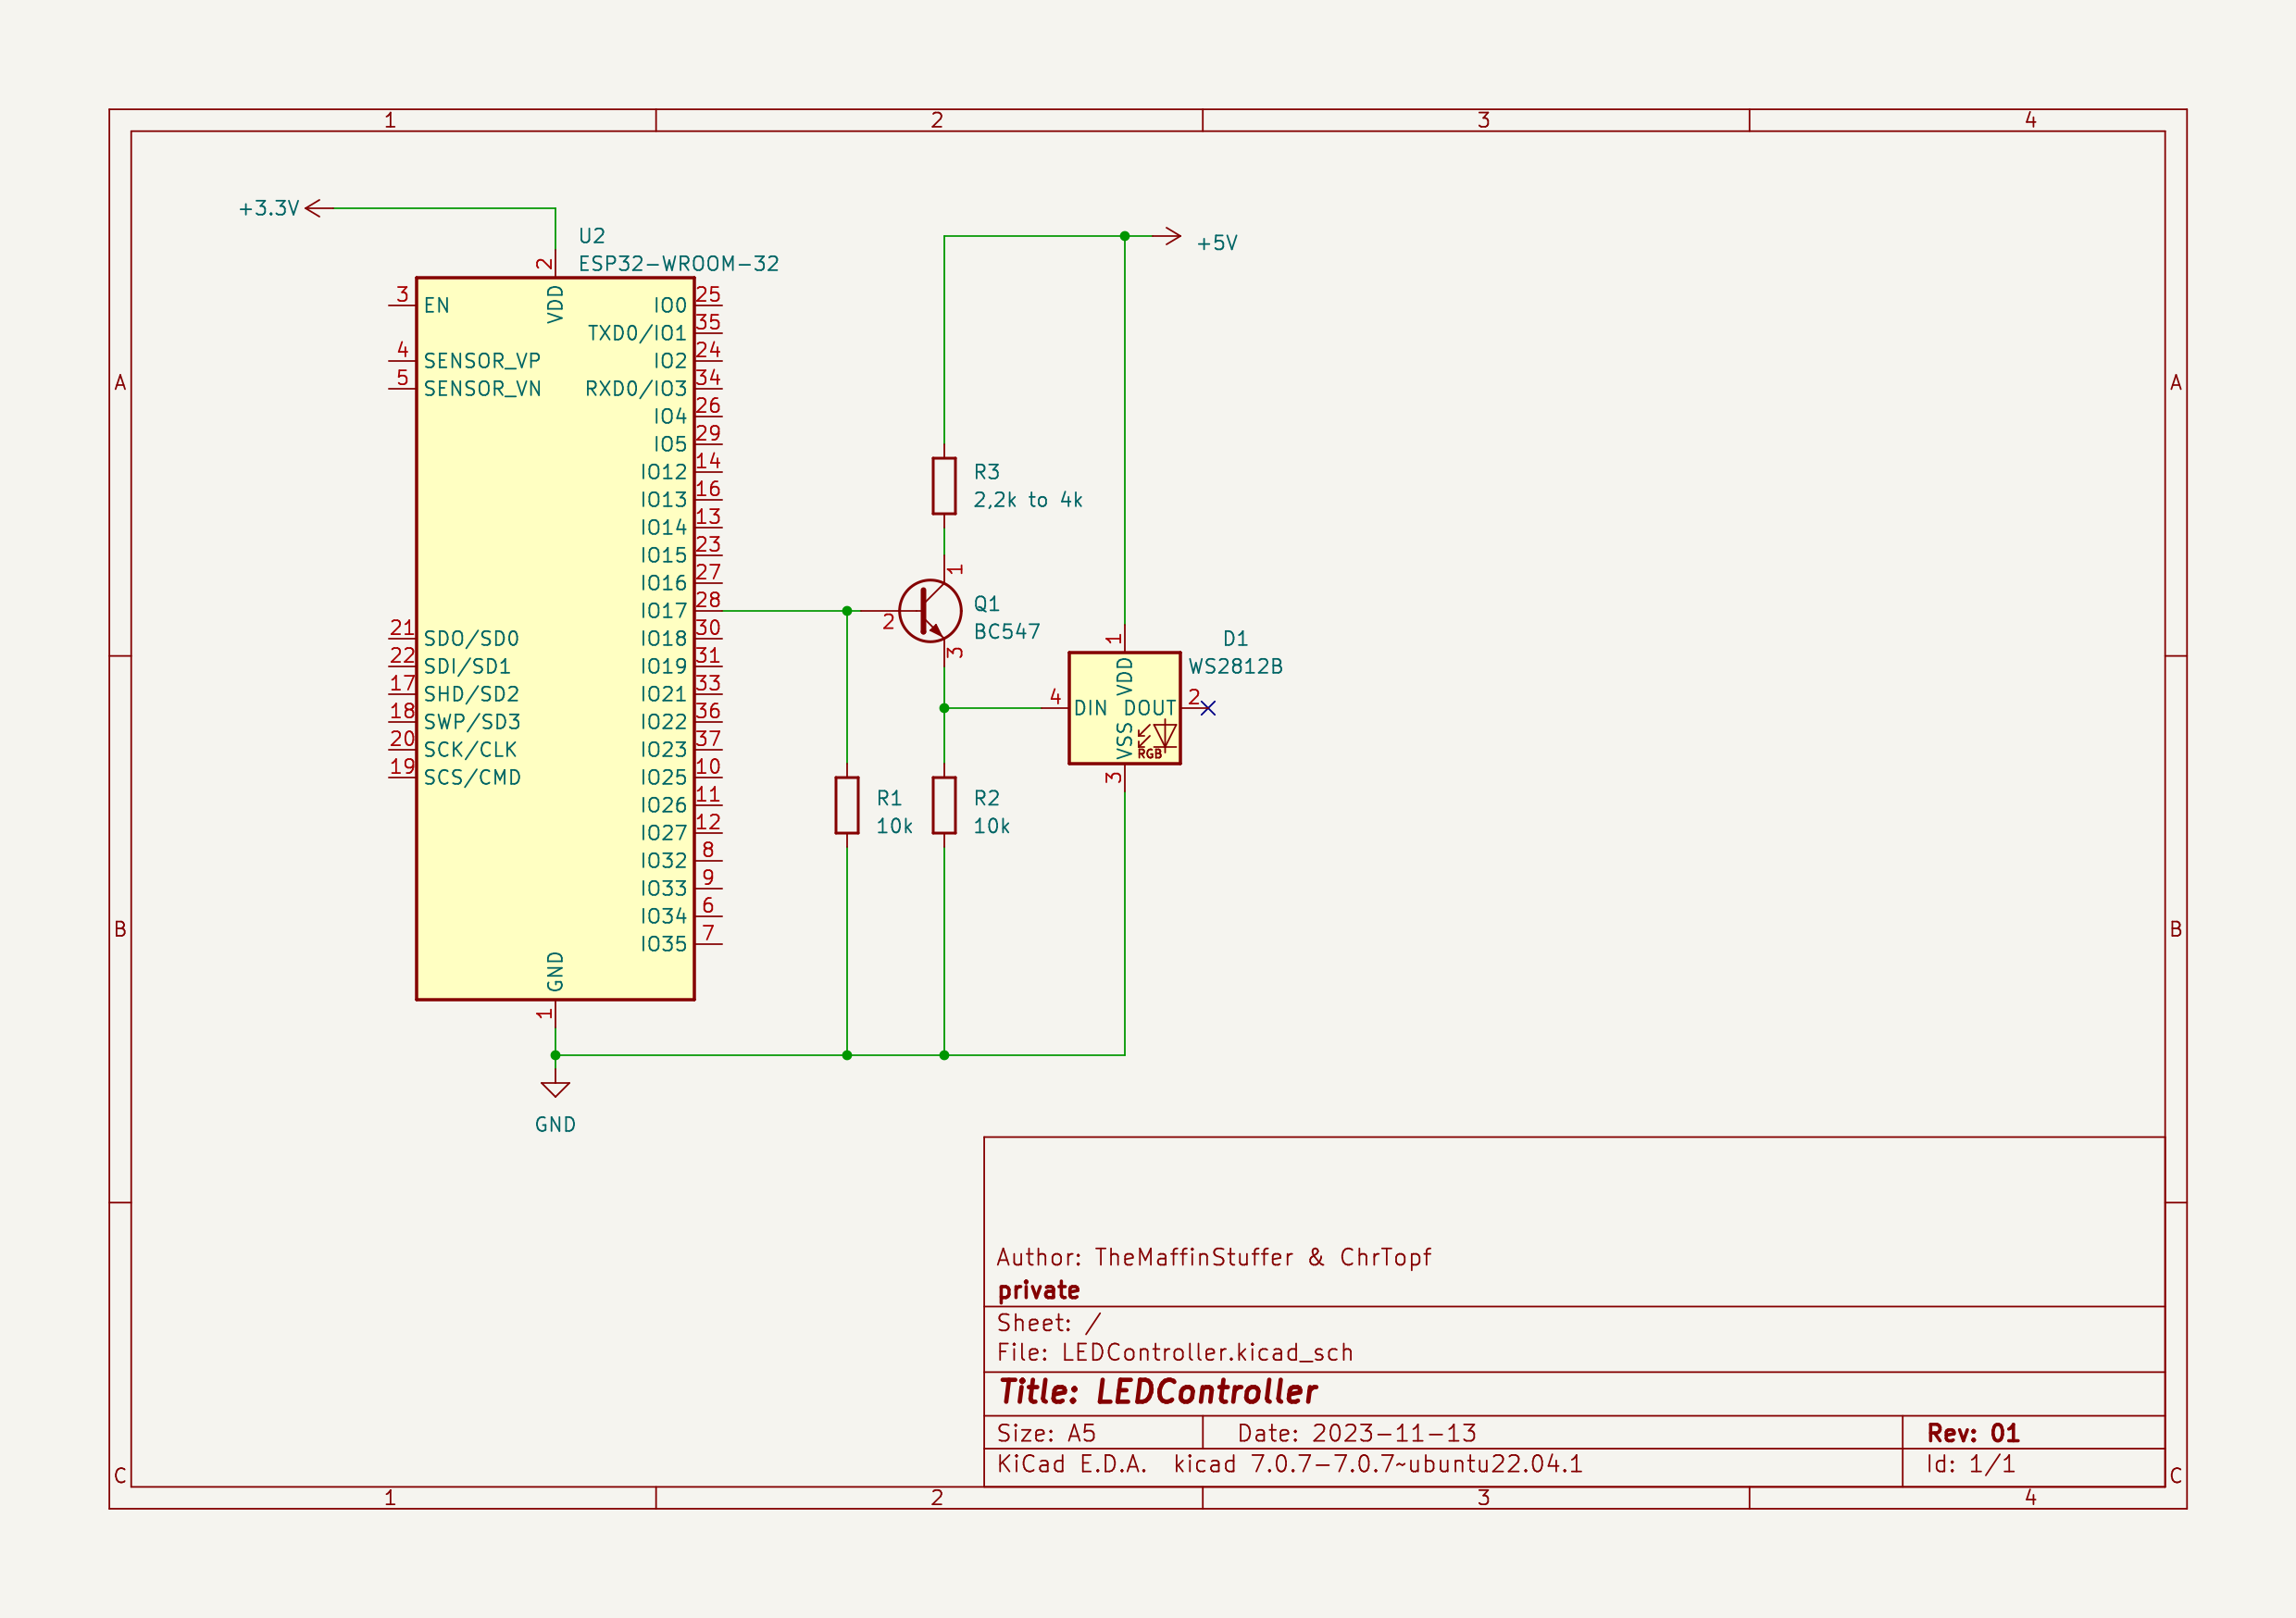 1 2 3 4
+3.3V
U2
ESP32-WROOM-32
+5V
2
VDD
3 EN
IO0 25
TXD0/IO1 35
A
4 SENSOR_VP
IO2 24
A
5 SENSOR_VN
RXD0/IO3 34
IO4 26
IO5 29
IO12 14
R3
IO13 16
2,2k to 4k
IO14 13
IO15 23
1
IO16 27
IO17 28
2
Q1
BC547
3
21 SDO/SD0
IO18 30
1
D1
22 SDI/SD1
IO19 31
VDD
WS2812B
17 SHD/SD2
IO21 33
4 DIN DOUT 2
18 SWP/SD3
IO22 36
20 SCK/CLK
IO23 37
VSS
RGB
19 SCS/CMD
IO25 10
3
R1
R2
IO26 11
10k
10k
IO27 12
IO32 8
IO33 9
IO34 6
B
B
IO35 7
GND
1
GND
Author: TheMaffinStuffer & ChrTopf
private
Sheet: /
File: LEDController.kicad_sch
Title: LEDController
Size: A5 Date: 2023-11-13 Rev: 01
KiCad E.D.A. kicad 7.0.7-7.0.7~ubuntu22.04.1 Id: 1/1
C
C
1 2 3 4